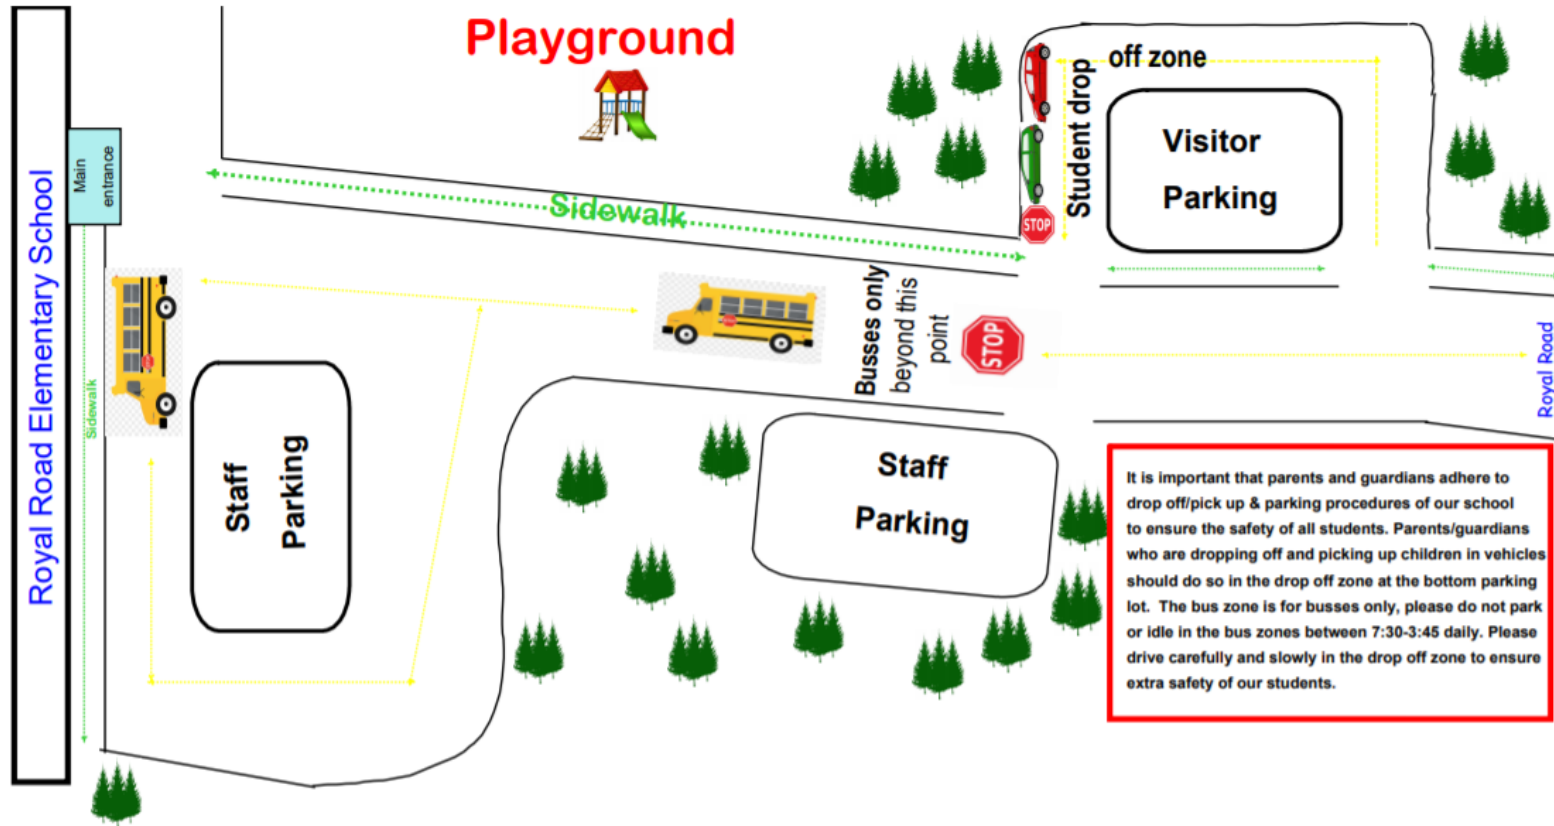 Playground
Royal Road Elementary School
Main
entrance
Sidewalk
Sidewalk
Student drop
off zone
Visitor
Parking
STOP
Busses only
beyond this
point
STOP
Royal Road
Staff
Parking
Staff
Parking
It is important that parents and guardians adhere to
drop off/pick up & parking procedures of our school
to ensure the safety of all students. Parents/guardians
who are dropping off and picking up children in vehicles
should do so in the drop off zone at the bottom parking
lot. The bus zone is for busses only, please do not park
or idle in the bus zones between 7:30-3:45 daily. Please
drive carefully and slowly in the drop off zone to ensure
extra safety of our students.